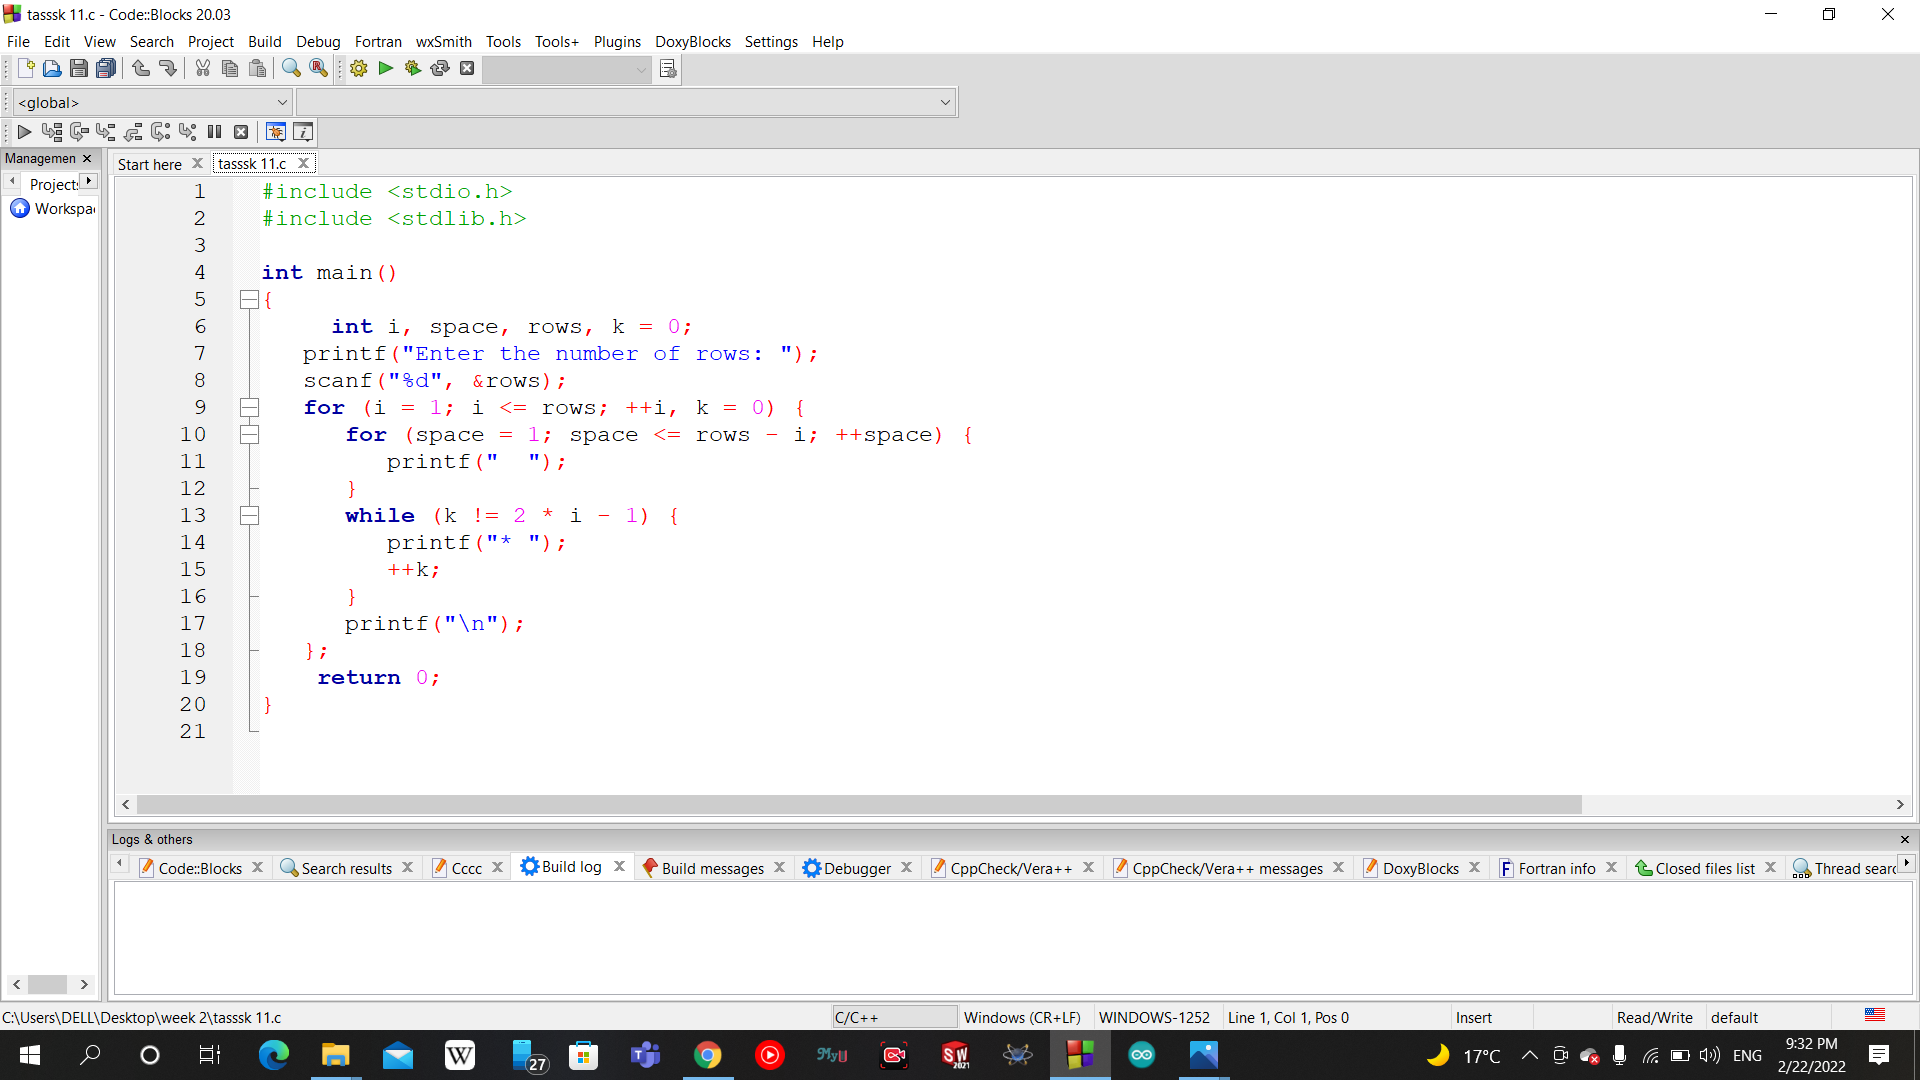 tasssk 11.c - Code::Blocks 20.03
File Edit View Search Project Build Debug Fortran wxSmith Tools Tools+ Plugins DoxyBlocks Settings Help
<global>
Managemen
Start here
tasssk 11.c
Projects
Workspa
1 #include <stdio.h>
2 #include <stdlib.h>
3
4 int main()
5 {
6 int i, space, rows, k = 0;
7 printf("Enter the number of rows: ");
8 scanf("%d", &rows);
9 for (i = 1; i <= rows; ++i, k = 0) {
10 for (space = 1; space <= rows - i; ++space) {
11 printf("  ");
12 }
13 while (k != 2 * i - 1) {
14 printf("* ");
15 ++k;
16 }
17 printf("\n");
18 };
19 return 0;
20 }
21
Logs & others
Code::Blocks Search results Cccc Build log Build messages Debugger CppCheck/Vera++ CppCheck/Vera++ messages DoxyBlocks Fortran info Closed files list Thread searc
C:\Users\DELL\Desktop\week 2\tasssk 11.c C/C++ Windows (CR+LF) WINDOWS-1252 Line 1, Col 1, Pos 0 Insert Read/Write default
W
27
MyU
SW
2021
17°C
ENG
9:32 PM
2/22/2022